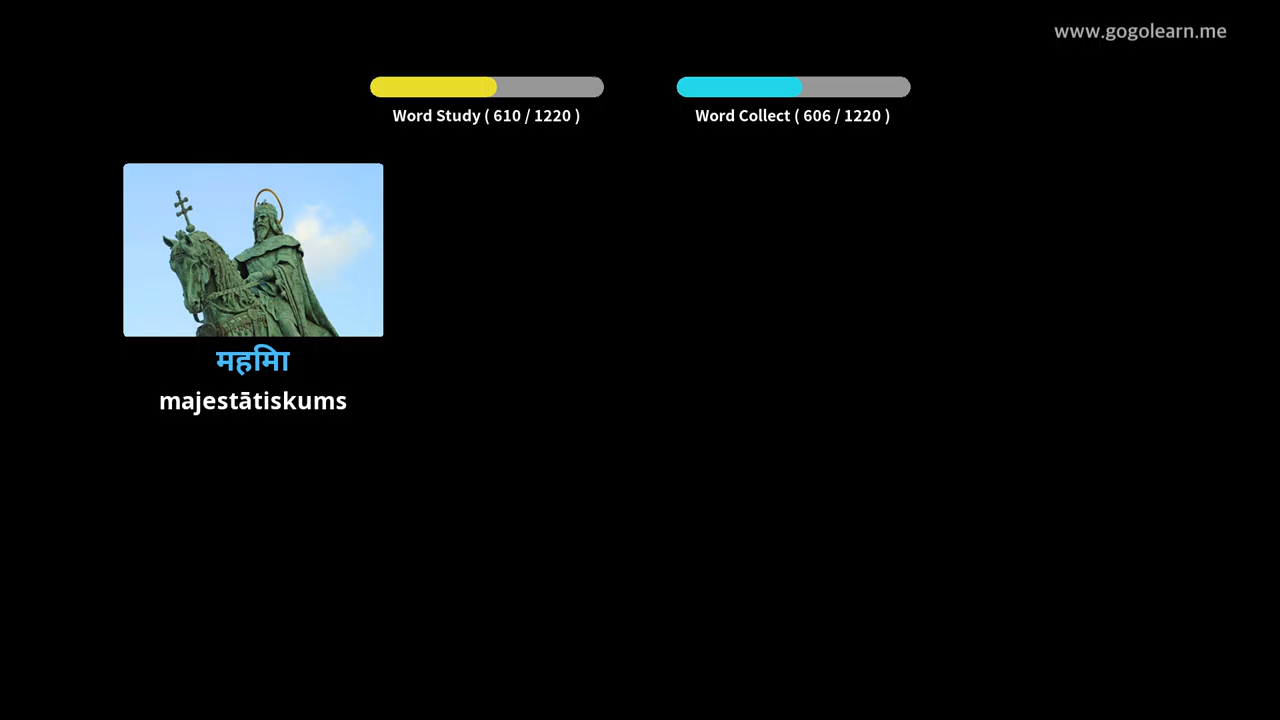 www.gogolearn.me
Word Study ( 610 / 1220 )
Word Collect ( 606 / 1220 )
महिमा
majestātiskums